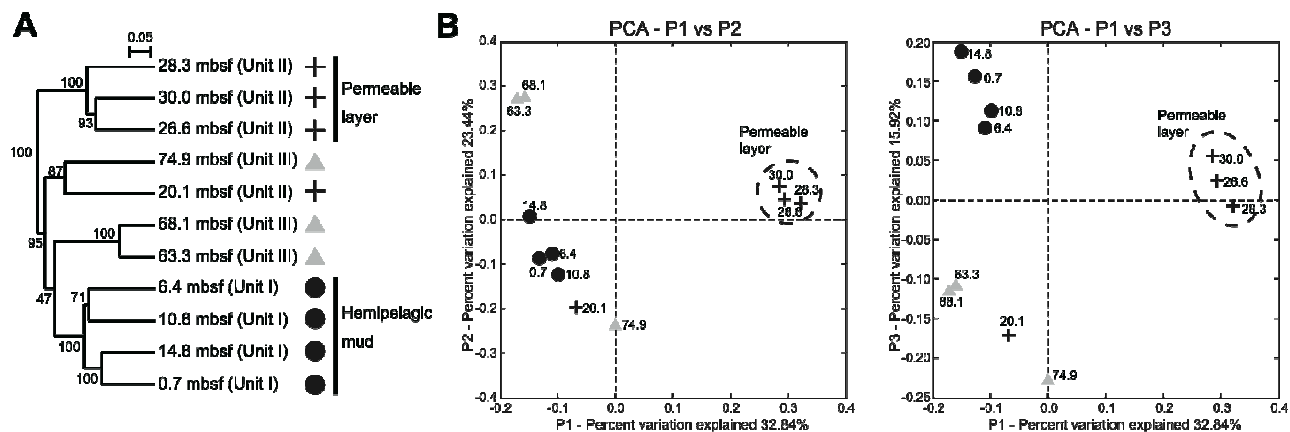 A
0.05
28.3 mbsf (Unit II)
30.0 mbsf (Unit II)
26.6 mbsf (Unit II)
74.9 mbsf (Unit III)
20.1 mbsf (Unit II)
68.1 mbsf (Unit III)
63.3 mbsf (Unit III)
6.4 mbsf (Unit I)
10.8 mbsf (Unit I)
14.8 mbsf (Unit I)
0.7 mbsf (Unit I)
100
93
100
87
95
100
47
71
100
100
Permeable
layer
Hemipelagic
mud
B
PCA - P1 vs P2
P2 - Percent variation explained 23.44%
0.4
0.3
0.2
0.1
0.0
-0.1
-0.2
-0.3
-0.4
68.1
63.3
Permeable
layer
30.0
28.3
26.6
14.8
6.4
0.7
10.8
20.1
74.9
-0.2
-0.1
0.0
0.1
0.2
0.3
0.4
P1 - Percent variation explained 32.84%
PCA - P1 vs P3
P3 - Percent variation explained 15.92%
0.20
0.15
0.10
0.05
0.00
-0.05
-0.10
-0.15
-0.20
-0.25
14.8
0.7
10.8
6.4
Permeable
layer
30.0
26.6
28.3
63.3
68.1
20.1
74.9
-0.2
-0.1
0.0
0.1
0.2
0.3
0.4
P1 - Percent variation explained 32.84%